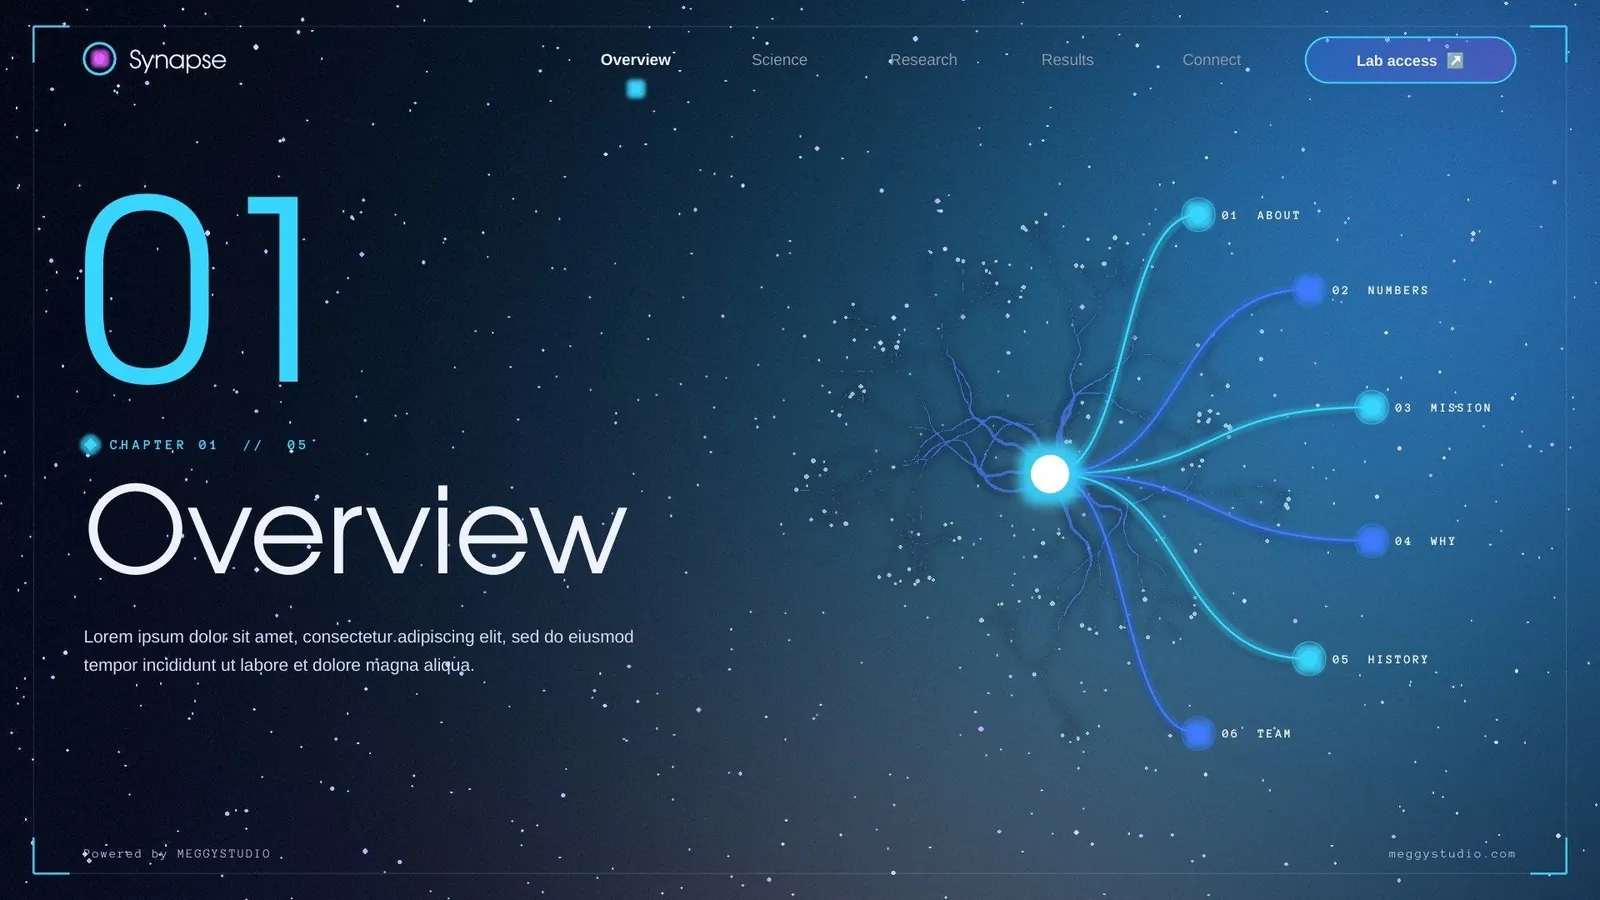 Synapse
Overview Science Research Results Connect Lab access
01
01 ABOUT
02 NUMBERS
03 MISSION
CHAPTER 01 // 05
Overview
04 WHY
Lorem ipsum dolor sit amet, consectetur adipiscing elit, sed do eiusmod
tempor incididunt ut labore et dolore magna aliqua.
05 HISTORY
06 TEAM
Powered by MEGGYSTUDIO
meggystudio.com